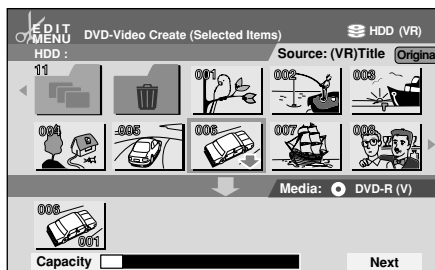 EDIT
MENU
DVD-Video Create (Selected Items)
HDD (VR)
HDD :
Source: (VR)Title
Origina
11
001
002
003
004
005
006
007
008
Media:
DVD-R (V)
006
001
Capacity
Next